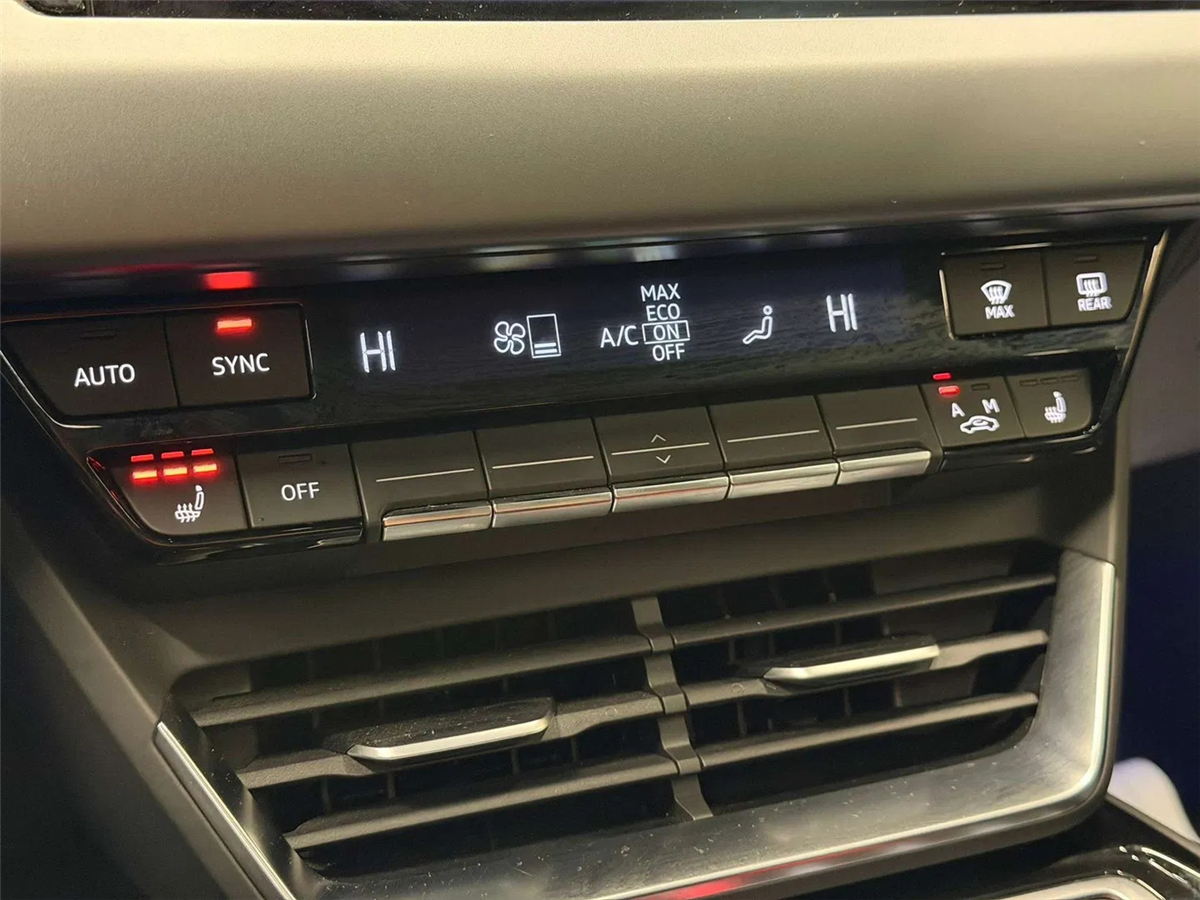 AUTO
SYNC
HI
A/C
MAX
ECO
ON
OFF
HI
MAX
REAR
OFF
A M